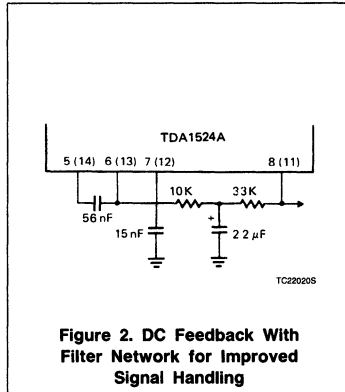 TDA1524A
5 (14) 6 (13) 7 (12) 8 (11)
10K 33K
56 nF
15 nF
+
2 2 μF
TC22020S
Figure 2. DC Feedback With
Filter Network for Improved
Signal Handling